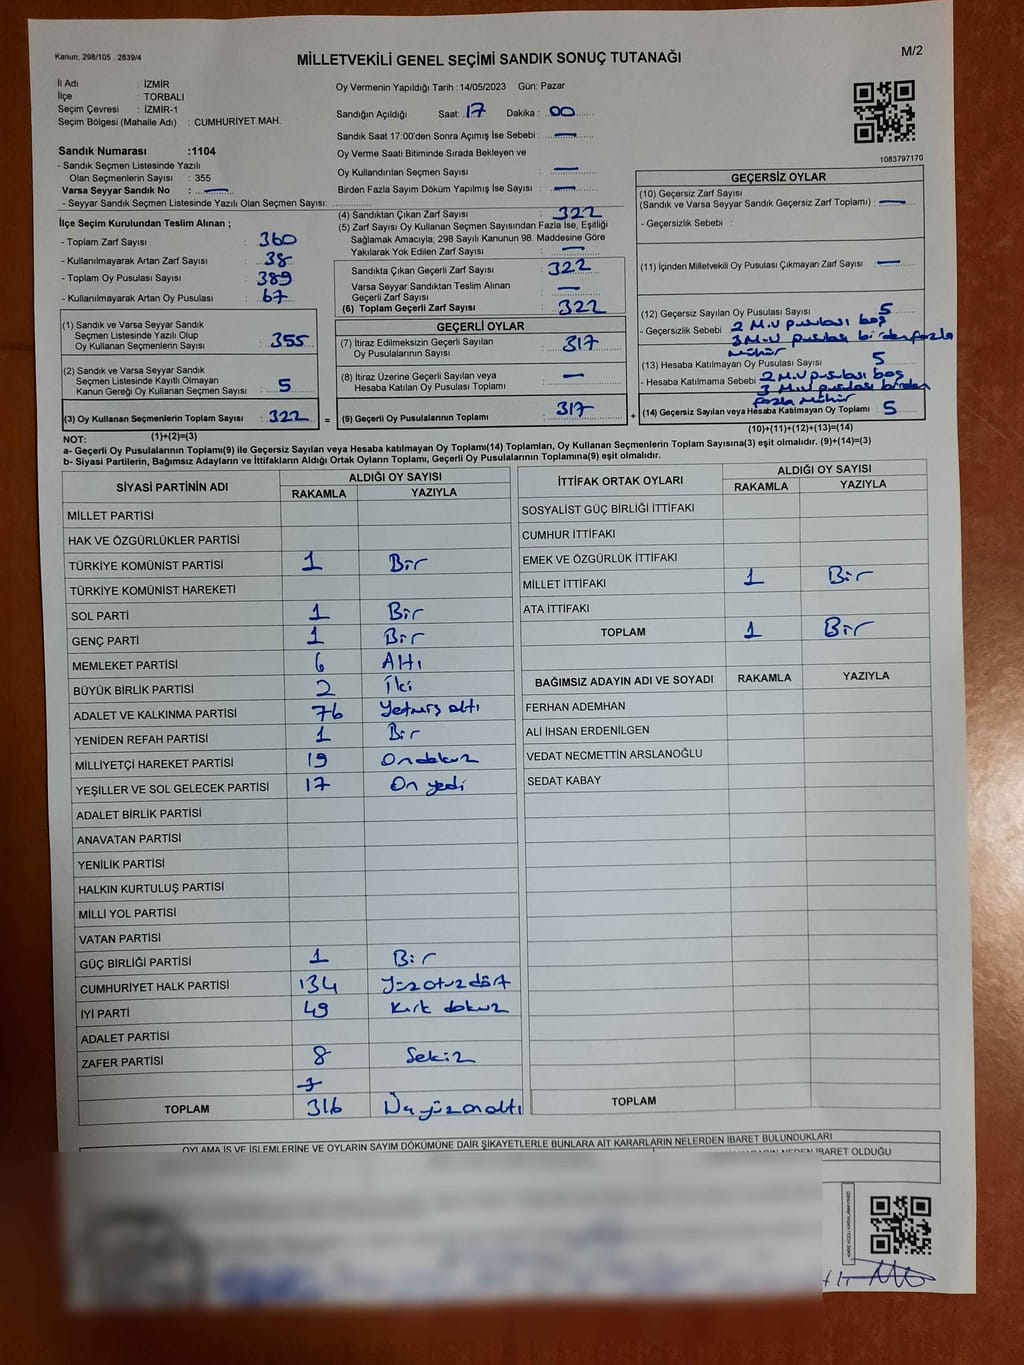 Kanun; 298/105 , 2839/4
MİLLETVEKİLİ GENEL SEÇİMİ SANDIK SONUÇ TUTANAĞI
M/2
İl Adı : İZMİR
İlçe : TORBALI
Seçim Çevresi : İZMİR-1
Seçim Bölgesi (Mahalle Adı) : CUMHURİYET MAH.
Sandık Numarası :1104
- Sandık Seçmen Listesinde Yazılı
Olan Seçmenlerin Sayısı : 355
Varsa Seyyar Sandık No : —
- Seyyar Sandık Seçmen Listesinde Yazılı Olan Seçmen Sayısı:
İlçe Seçim Kurulundan Teslim Alınan ;
- Toplam Zarf Sayısı : 360
- Kullanılmayarak Artan Zarf Sayısı : 38
- Toplam Oy Pusulası Sayısı : 389
- Kullanılmayarak Artan Oy Pusulası : 67
Oy Vermenin Yapıldığı Tarih :14/05/2023 Gün: Pazar
Sandığın Açıldığı Saat: 17 Dakika : 00
Sandık Saat 17:00'den Sonra Açımış İse Sebebi : —
Oy Verme Saati Bitiminde Sırada Bekleyen ve
Oy Kullandırılan Seçmen Sayısı : —
Birden Fazla Sayım Döküm Yapılmış İse Sayısı : —
(4) Sandıktan Çıkan Zarf Sayısı : 322
(5) Zarf Sayısı Oy Kullanan Seçmen Sayısından Fazla İse, Eşitliği
Sağlamak Amacıyla, 298 Sayılı Kanunun 98. Maddesine Göre
Yakılarak Yok Edilen Zarf Sayısı : —
Sandıkta Çıkan Geçerli Zarf Sayısı : 322
Varsa Seyyar Sandıktan Teslim Alınan
Geçerli Zarf Sayısı : —
(6) Toplam Geçerli Zarf Sayısı : 322
1083797170
GEÇERSİZ OYLAR
(10) Geçersiz Zarf Sayısı
(Sandık ve Varsa Seyyar Sandık Geçersiz Zarf Toplamı) : —
- Geçersizlik Sebebi :
(11) İçinden Milletvekili Oy Pusulası Çıkmayan Zarf Sayısı : —
(12) Geçersiz Sayılan Oy Pusulası Sayısı : 5
- Geçersizlik Sebebi : 2 M.V pusulası boş
3 M.V pusulası birden fazla
mühür
(13) Hesaba Katılmayan Oy Pusulası Sayısı : 5
- Hesaba Katılmama Sebebi : 2 M.V pusulası boş
3 M.V pusulası birden
fazla mühür
(14) Geçersiz Sayılan veya Hesaba Katılmayan Oy Toplamı : 5
(10)+(11)+(12)+(13)=(14)
(1) Sandık ve Varsa Seyyar Sandık
Seçmen Listesinde Yazılı Olup
Oy Kullanan Seçmenlerin Sayısı : 355
(2) Sandık ve Varsa Seyyar Sandık
Seçmen Listesinde Kayıtlı Olmayan
Kanun Gereği Oy Kullanan Seçmen Sayısı : 5
(3) Oy Kullanan Seçmenlerin Toplam Sayısı : 322
(1)+(2)=(3)
GEÇERLİ OYLAR
(7) İtiraz Edilmeksizin Geçerli Sayılan
Oy Pusulalarının Sayısı : 317
(8) İtiraz Üzerine Geçerli Sayılan veya
Hesaba Katılan Oy Pusulası Toplamı : —
= (9) Geçerli Oy Pusulalarının Toplamı : 317 +
NOT:
a- Geçerli Oy Pusulalarının Toplamı(9) ile Geçersiz Sayılan veya Hesaba katılmayan Oy Toplamı(14) Toplamları, Oy Kullanan Seçmenlerin Toplam Sayısına(3) eşit olmalıdır. (9)+(14)=(3)
b- Siyasi Partilerin, Bağımsız Adayların ve İttifakların Aldığı Ortak Oyların Toplamı, Geçerli Oy Pusulalarının Toplamına(9) eşit olmalıdır.
SİYASİ PARTİNİN ADI ALDIĞI OY SAYISI
RAKAMLA YAZIYLA
MİLLET PARTİSİ
HAK VE ÖZGÜRLÜKLER PARTİSİ
TÜRKİYE KOMÜNİST PARTİSİ 1 Bir
TÜRKİYE KOMÜNİST HAREKETİ
SOL PARTİ 1 Bir
GENÇ PARTİ 1 Bir
MEMLEKET PARTİSİ 6 Altı
BÜYÜK BİRLİK PARTİSİ 2 İki
ADALET VE KALKINMA PARTİSİ 76 Yetmiş altı
YENİDEN REFAH PARTİSİ 1 Bir
MİLLİYETÇİ HAREKET PARTİSİ 19 Ondokuz
YEŞİLLER VE SOL GELECEK PARTİSİ 17 On yedi
ADALET BİRLİK PARTİSİ
ANAVATAN PARTİSİ
YENİLİK PARTİSİ
HALKIN KURTULUŞ PARTİSİ
MİLLİ YOL PARTİSİ
VATAN PARTİSİ
GÜÇ BİRLİĞİ PARTİSİ 1 Bir
CUMHURİYET HALK PARTİSİ 134 Yüzotuzdört
İYİ PARTİ 49 Kırk dokuz
ADALET PARTİSİ
ZAFER PARTİSİ 8 Sekiz
TOPLAM 316 Üçyüzonaltı
İTTİFAK ORTAK OYLARI ALDIĞI OY SAYISI
RAKAMLA YAZIYLA
SOSYALİST GÜÇ BİRLİĞİ İTTİFAKI
CUMHUR İTTİFAKI
EMEK VE ÖZGÜRLÜK İTTİFAKI
MİLLET İTTİFAKI 1 Bir
ATA İTTİFAKI
TOPLAM 1 Bir
BAĞIMSIZ ADAYIN ADI VE SOYADI RAKAMLA YAZIYLA
FERHAN ADEMHAN
ALİ İHSAN ERDENİLGEN
VEDAT NECMETTİN ARSLANOĞLU
SEDAT KABAY
TOPLAM
OYLAMA İŞ VE İŞLEMLERİNE VE OYLARIN SAYIM DÖKÜMÜNE DAİR ŞİKAYETLERLE BUNLARA AİT KARARLARIN NELERDEN İBARET BULUNDUKLARI
NEDEN İBARET OLDUĞU